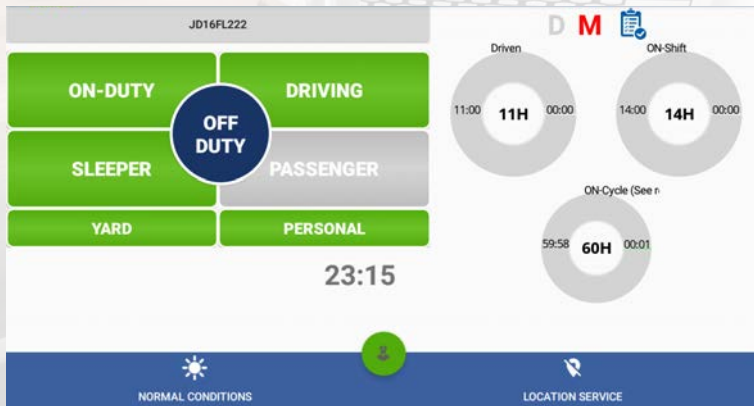 JD16FL222
D M
ON-DUTY
DRIVING
OFF
DUTY
SLEEPER
PASSENGER
YARD
PERSONAL
23:15
Driven
11:00 11H 00:00
ON-Shift
14:00 14H 00:00
ON-Cycle (See r
59:58 60H 00:01
NORMAL CONDITIONS
LOCATION SERVICE